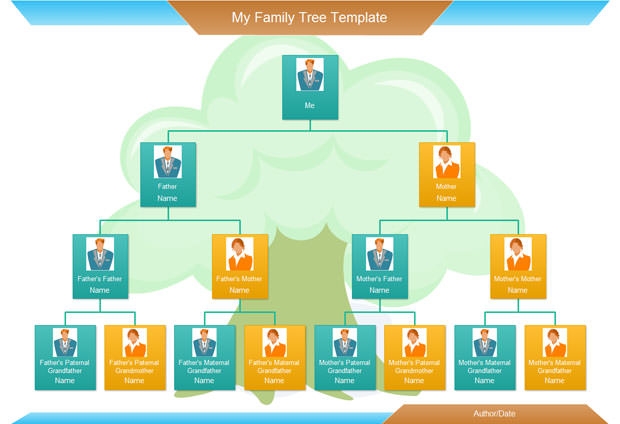 My Family Tree Template
Me
Father
Name
Mother
Name
Father's Father
Name
Father's Mother
Name
Mother's Father
Name
Mother's Mother
Name
Father's Paternal
Grandfather
Name
Father's Paternal
Grandmother
Name
Father's Maternal
Grandfather
Name
Father's Maternal
Grandmother
Name
Mother's Paternal
Grandfather
Name
Mother's Paternal
Grandmother
Name
Mother's Maternal
Grandfather
Name
Mother's Maternal
Grandmother
Name
Author/Date